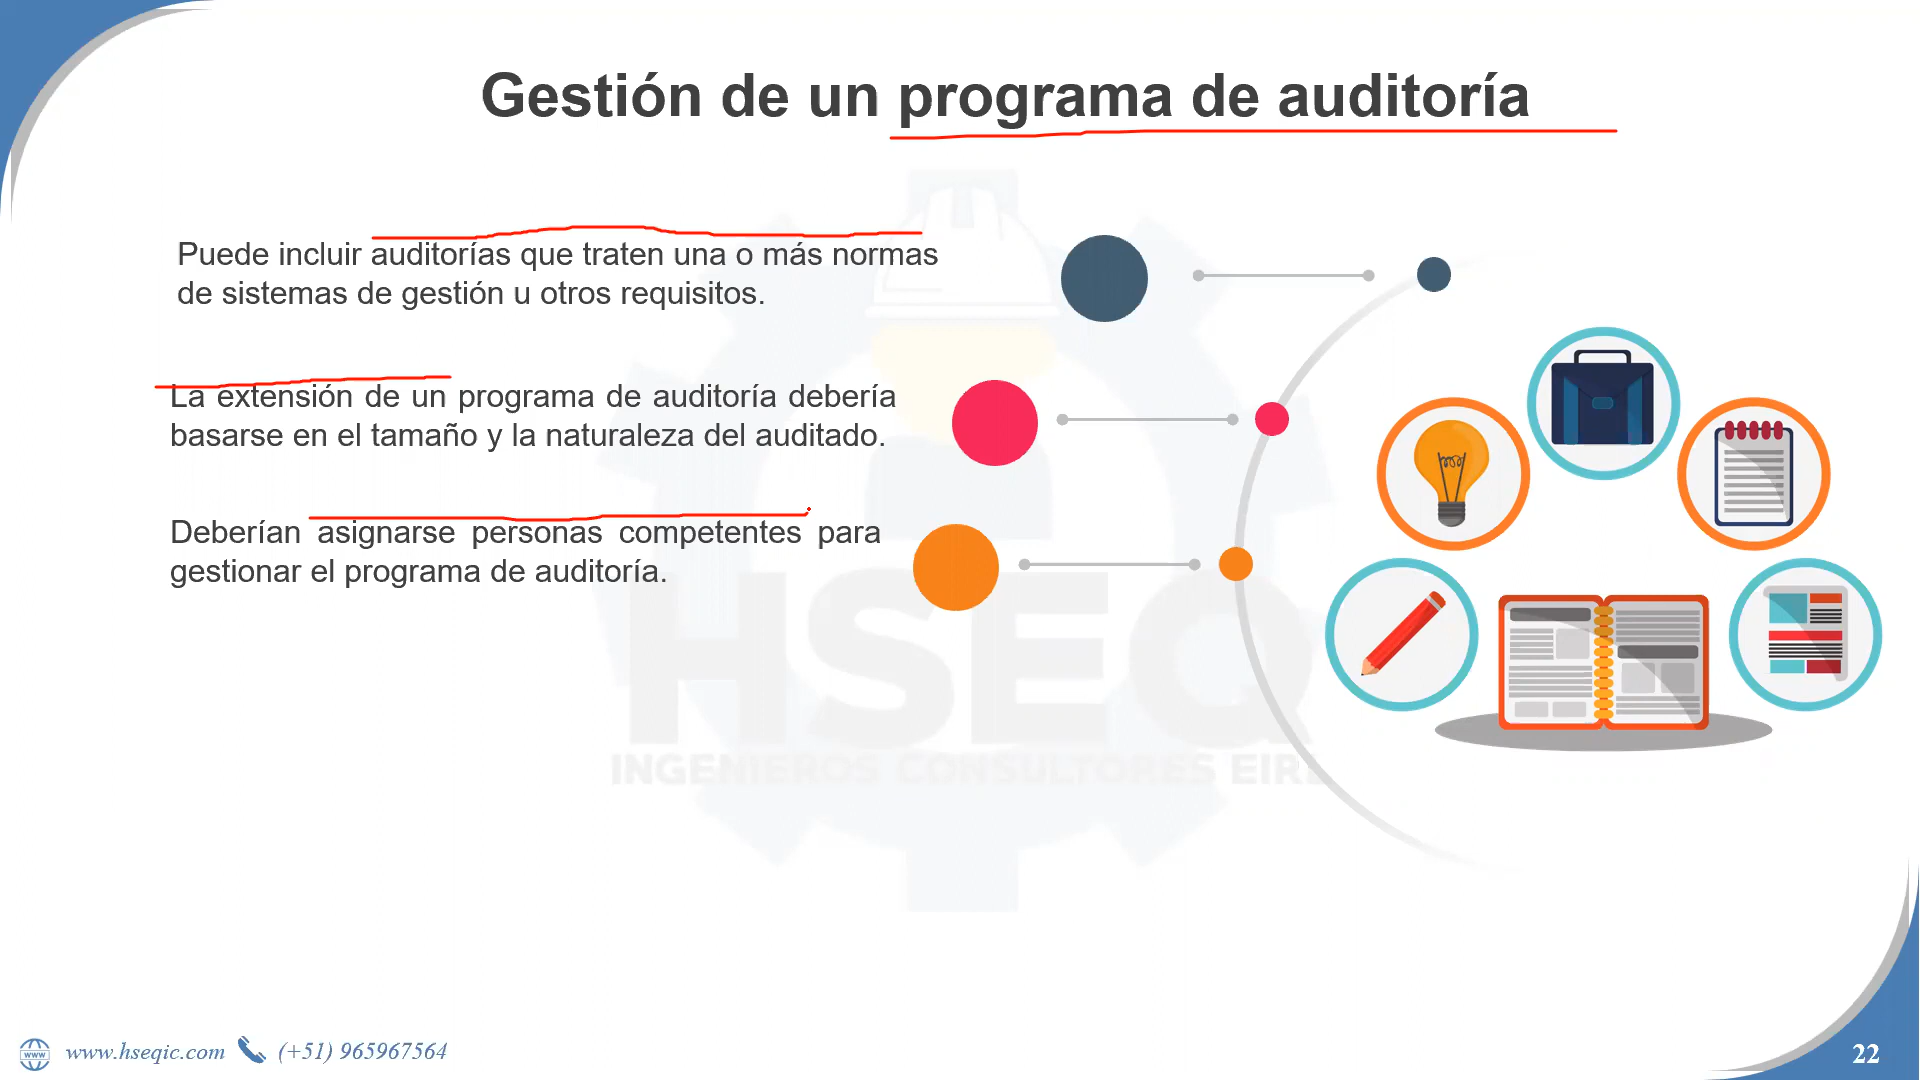 Gestión de un programa de auditoría
Puede incluir auditorías que traten una o más normas
de sistemas de gestión u otros requisitos.
La extensión de un programa de auditoría debería
basarse en el tamaño y la naturaleza del auditado.
Deberían asignarse personas competentes para
gestionar el programa de auditoría.
HSEQ
INGENIEROS CONSULTORES EIR
www
www.hseqic.com (+51) 965967564
22